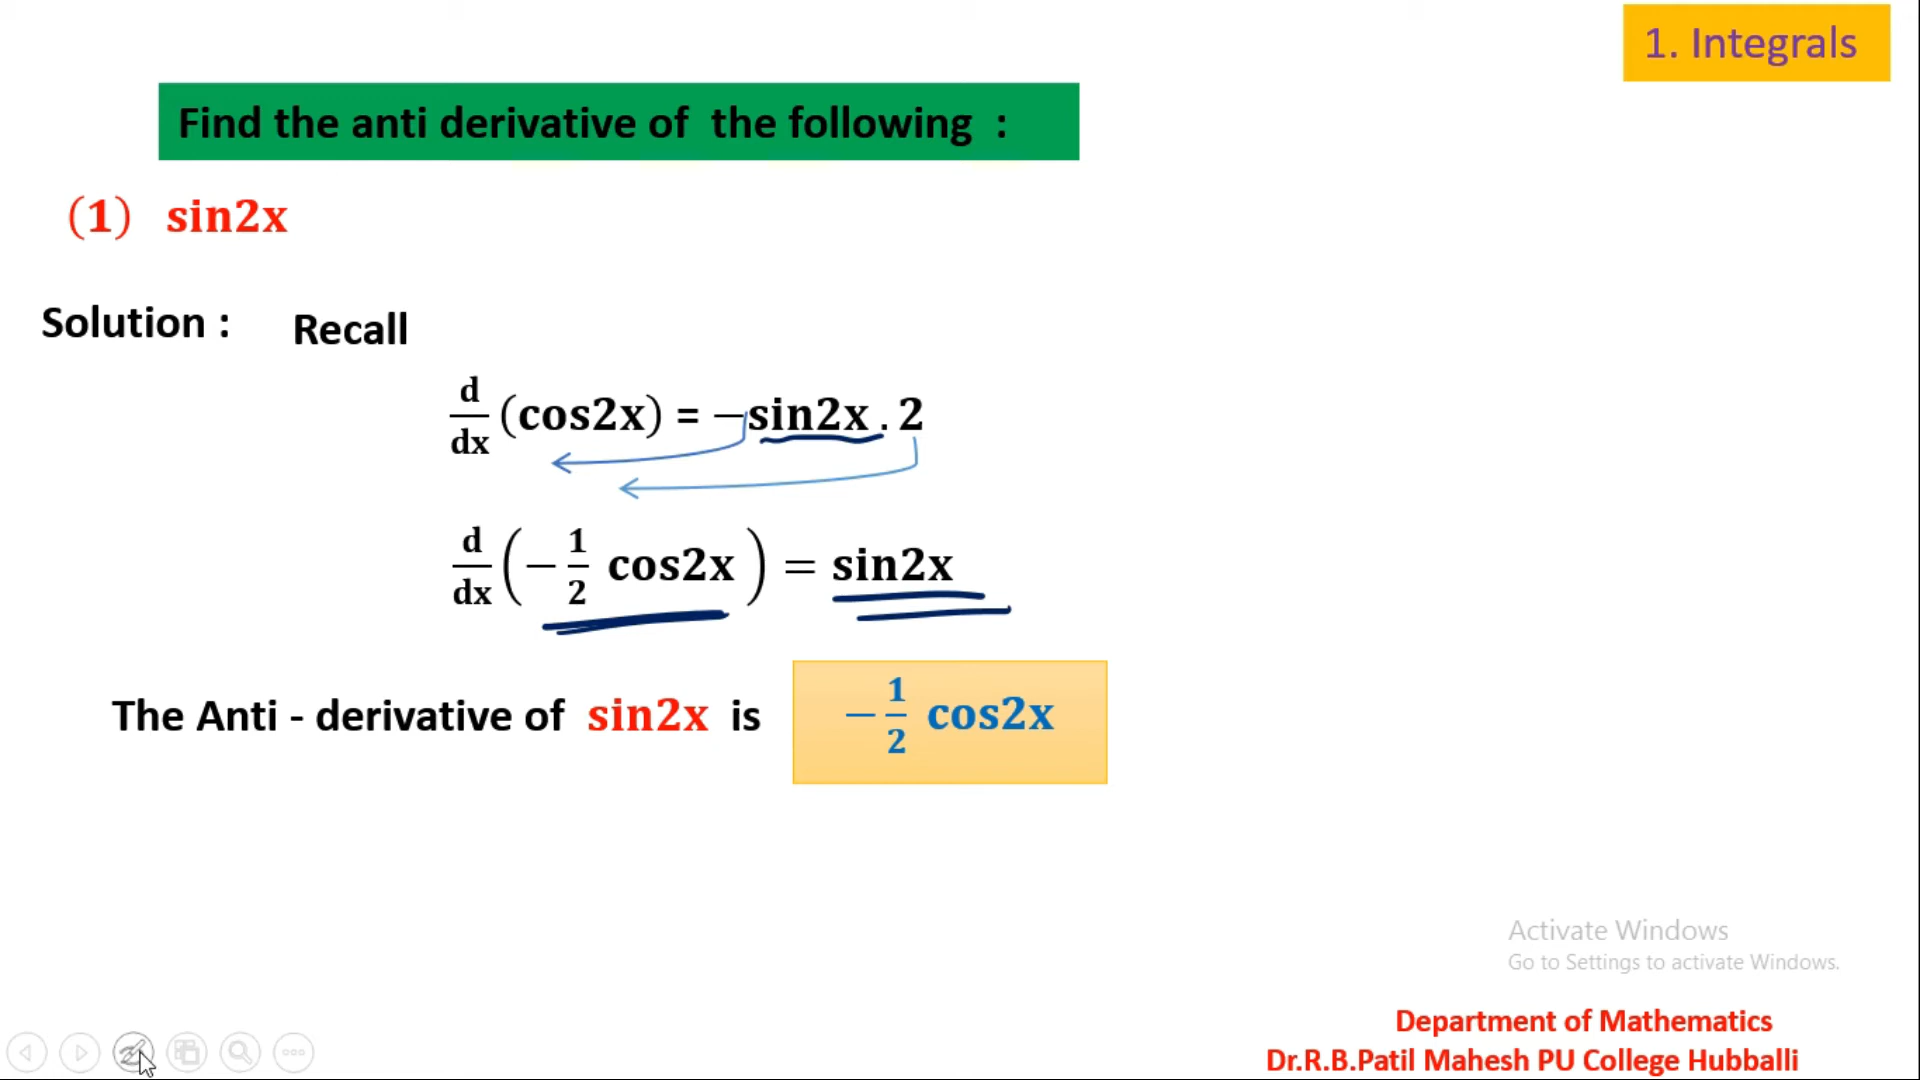 1. Integrals
Find the anti derivative of the following :
(1) sin2x
Solution : Recall
d/dx (cos2x) = −sin2x . 2
d/dx (−1/2 cos2x) = sin2x
The Anti - derivative of sin2x is −1/2 cos2x
Activate Windows
Go to Settings to activate Windows.
Department of Mathematics
Dr.R.B.Patil Mahesh PU College Hubballi